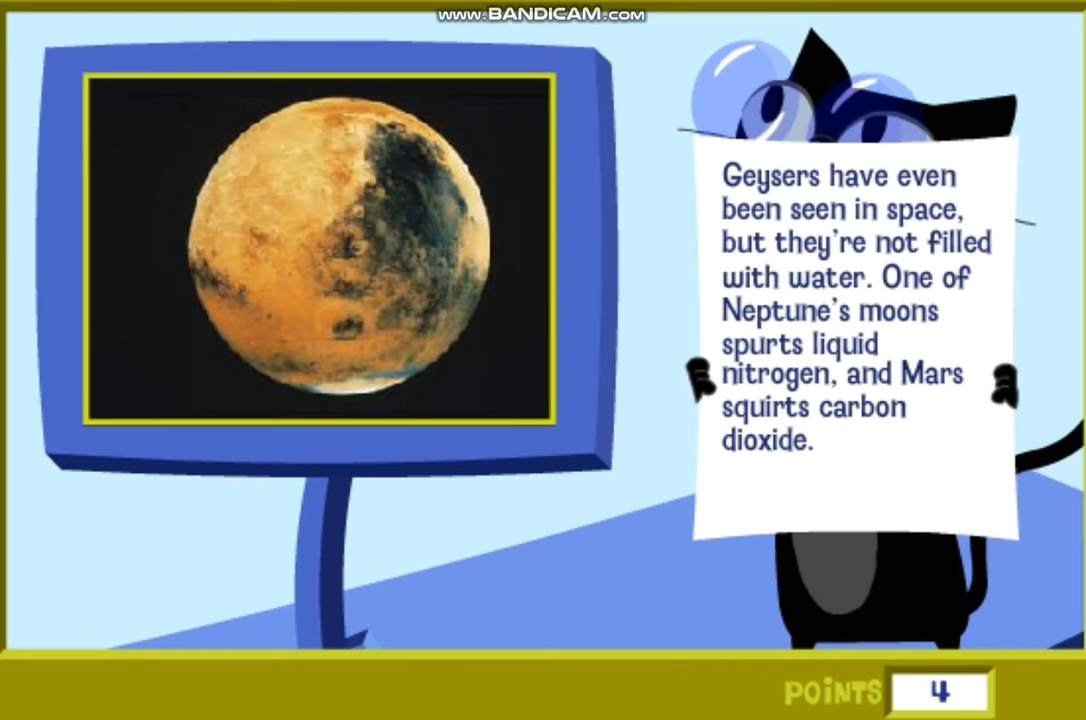 www.BANDICAM.com
Geysers have even
been seen in space,
but they're not filled
with water. One of
Neptune's moons
spurts liquid
nitrogen, and Mars
squirts carbon
dioxide.
POiNTS 4